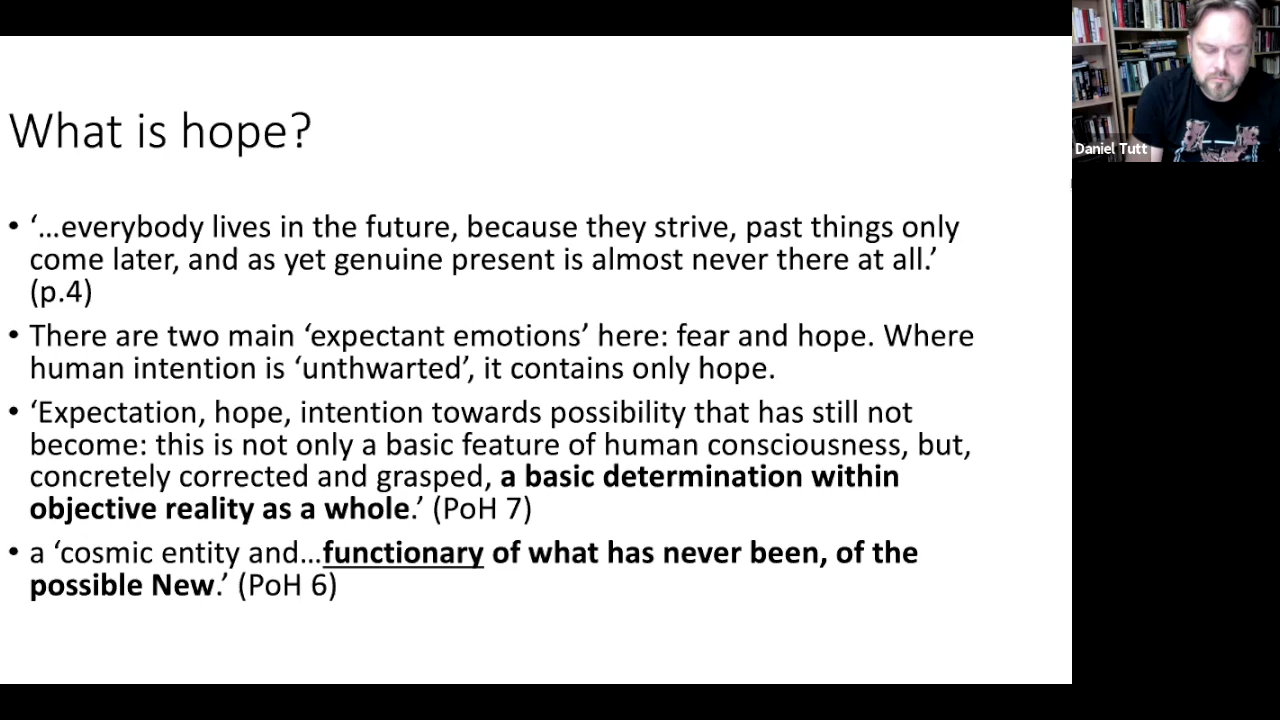 What is hope?
• ‘…everybody lives in the future, because they strive, past things only
come later, and as yet genuine present is almost never there at all.’
(p.4)
• There are two main ‘expectant emotions’ here: fear and hope. Where
human intention is ‘unthwarted’, it contains only hope.
• ‘Expectation, hope, intention towards possibility that has still not
become: this is not only a basic feature of human consciousness, but,
concretely corrected and grasped, a basic determination within
objective reality as a whole.’ (PoH 7)
• a ‘cosmic entity and…functionary of what has never been, of the
possible New.’ (PoH 6)
Daniel Tutt